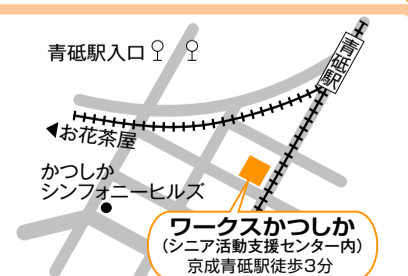 青砥駅入口
青砥駅
◀お花茶屋
かつしか
シンフォニーヒルズ
ワークスかつしか
(シニア活動支援センター内)
京成青砥駅徒歩3分